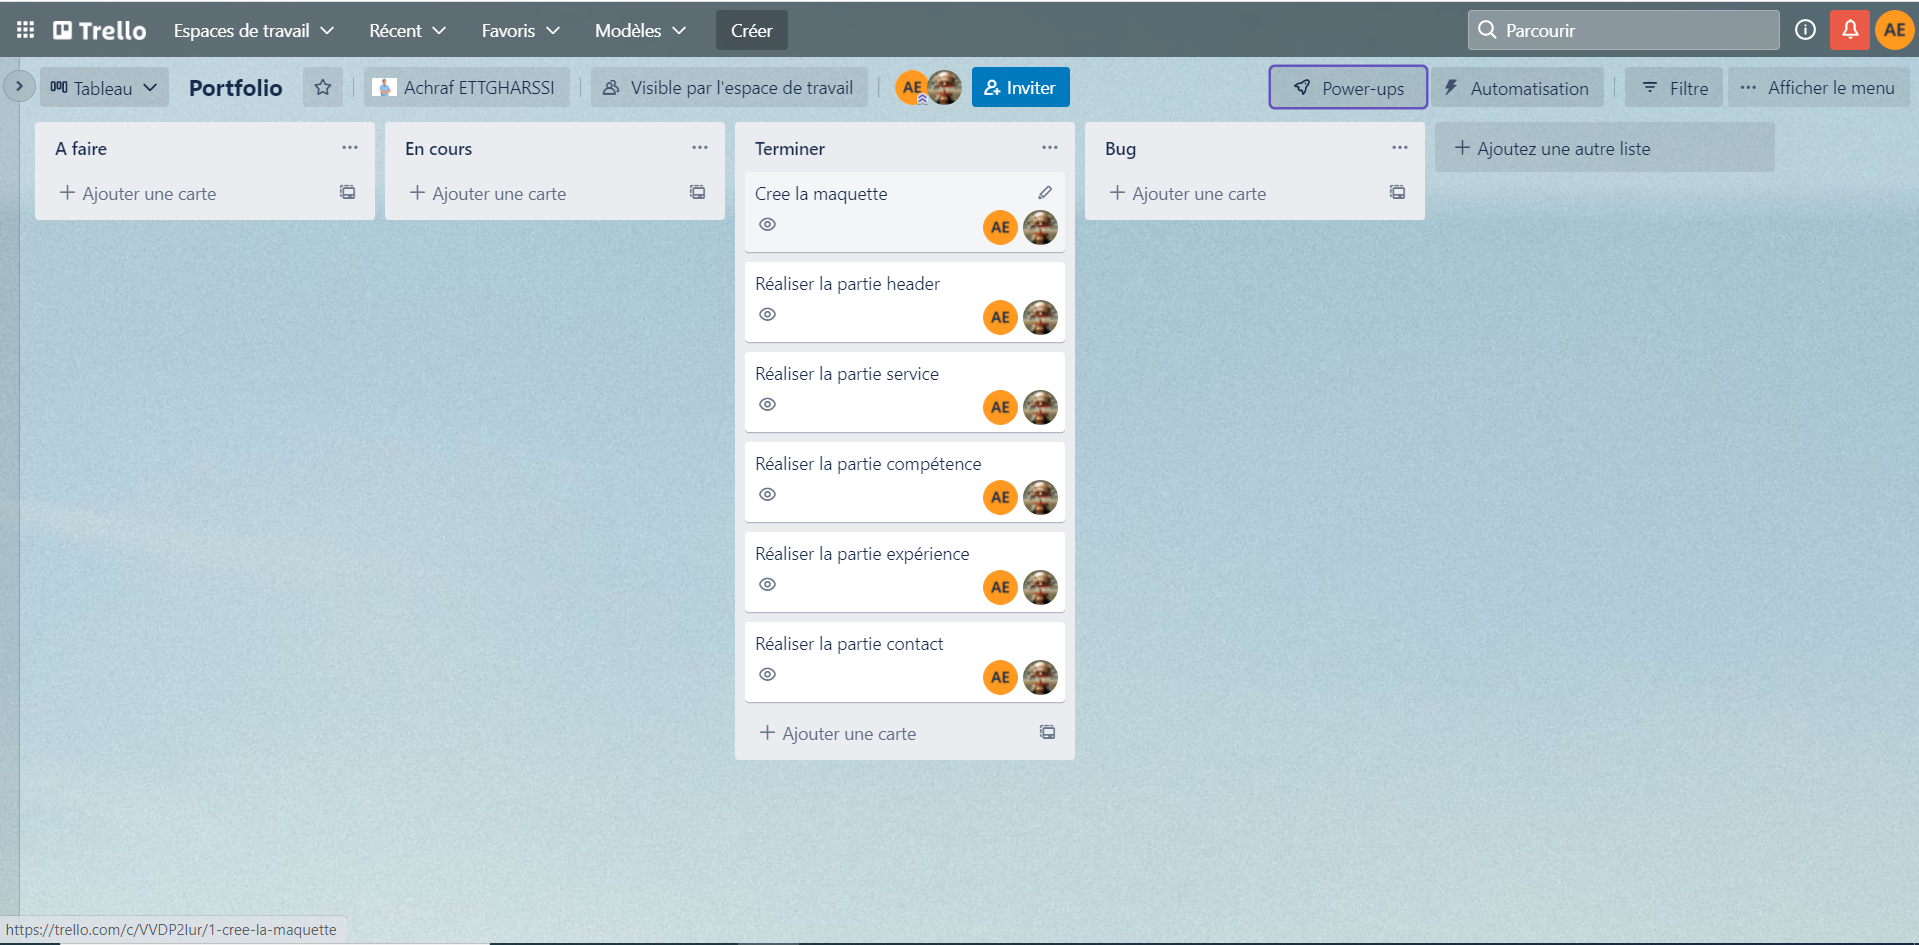 Trello Espaces de travail Récent Favoris Modèles Créer Parcourir AE
Tableau Portfolio Achraf ETTGHARSSI Visible par l'espace de travail AE Inviter Power-ups Automatisation Filtre ... Afficher le menu
A faire ...
+ Ajouter une carte
En cours ...
+ Ajouter une carte
Terminer ...
Cree la maquette
AE
Réaliser la partie header
AE
Réaliser la partie service
AE
Réaliser la partie compétence
AE
Réaliser la partie expérience
AE
Réaliser la partie contact
AE
+ Ajouter une carte
Bug ...
+ Ajouter une carte
+ Ajoutez une autre liste
https://trello.com/c/VVDP2lur/1-cree-la-maquette